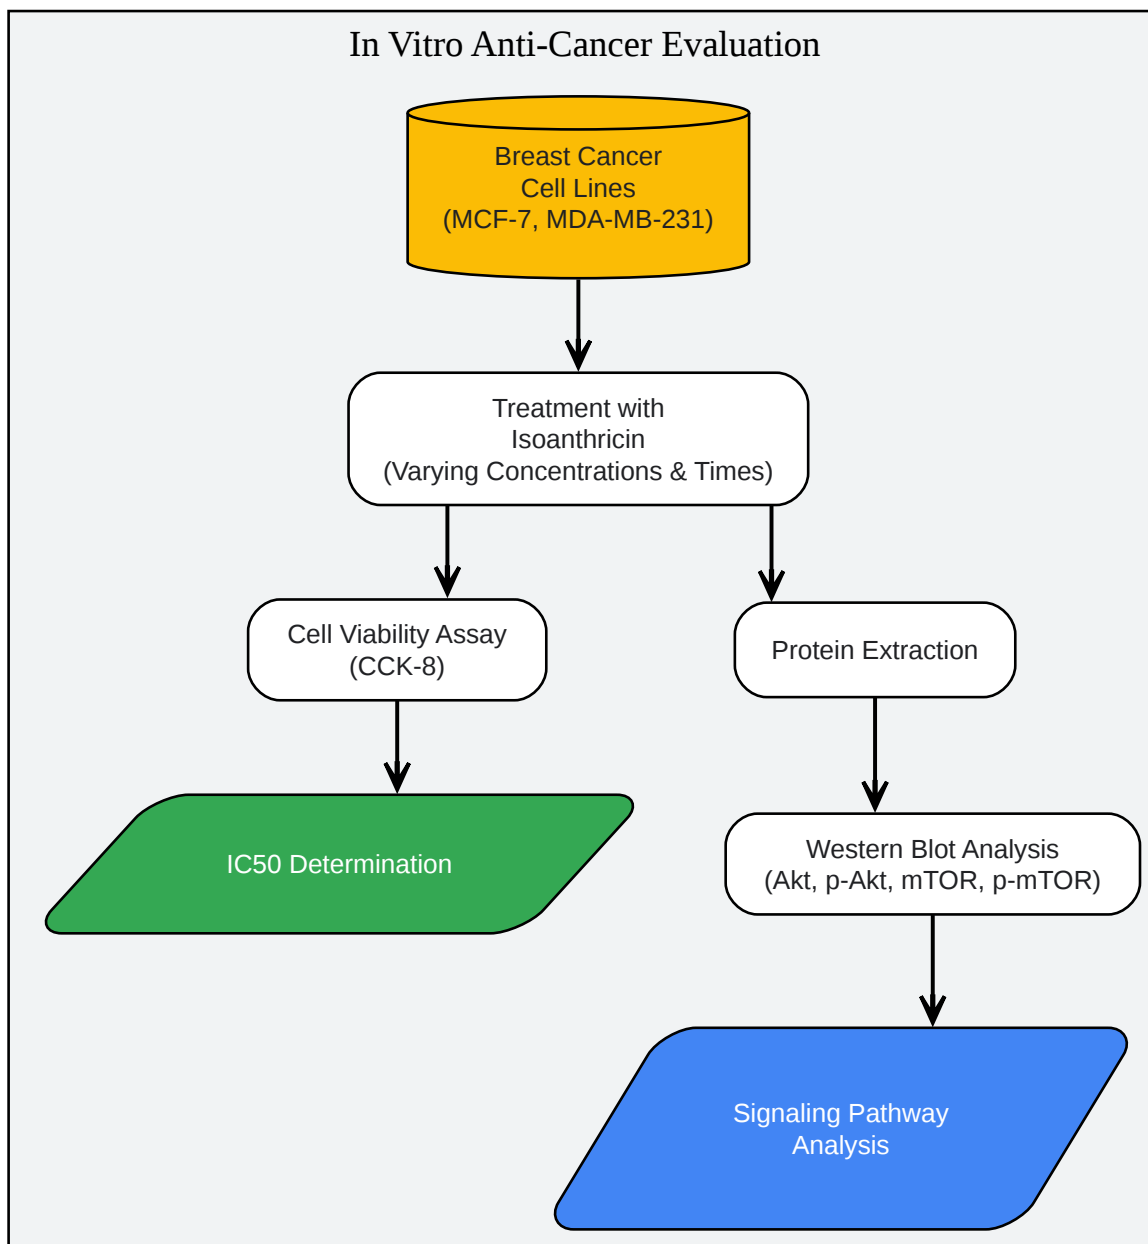 In Vitro Anti-Cancer Evaluation
Breast Cancer
Cell Lines
(MCF-7, MDA-MB-231)
Treatment with
Isoanthricin
(Varying Concentrations & Times)
Cell Viability Assay
(CCK-8)
Protein Extraction
IC50 Determination
Western Blot Analysis
(Akt, p-Akt, mTOR, p-mTOR)
Signaling Pathway
Analysis